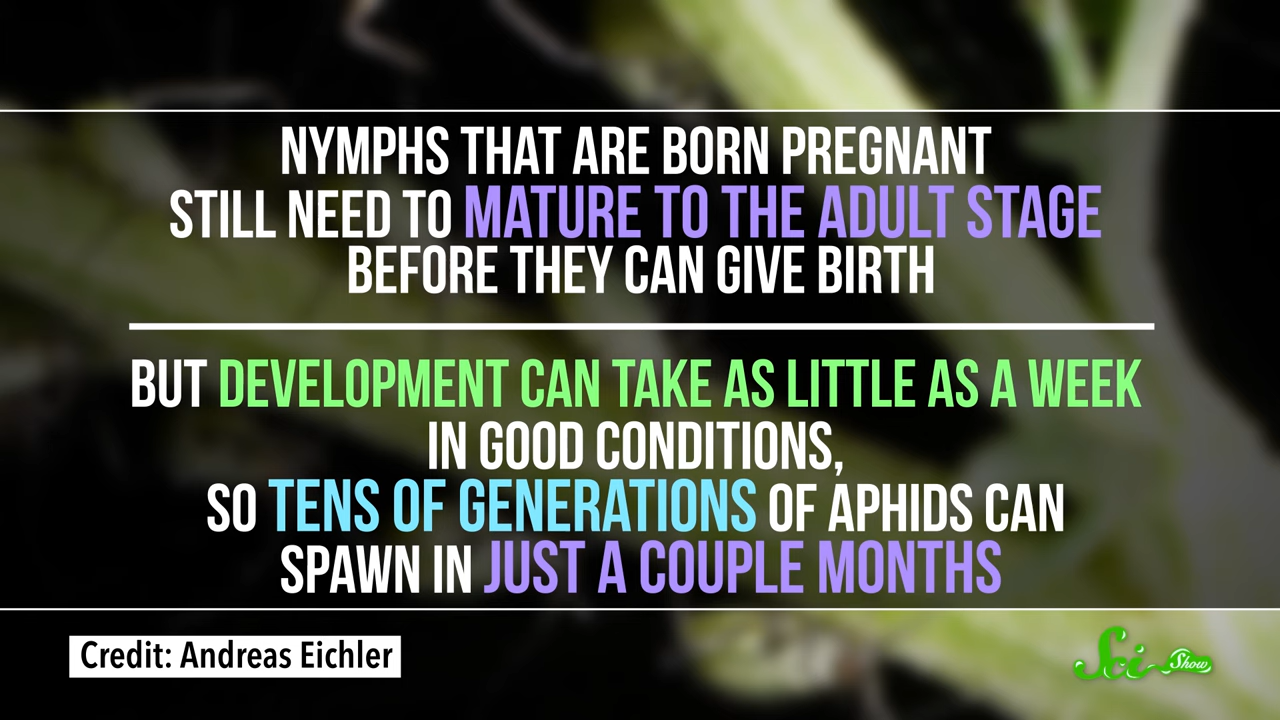 NYMPHS THAT ARE BORN PREGNANT
STILL NEED TO MATURE TO THE ADULT STAGE
BEFORE THEY CAN GIVE BIRTH
BUT DEVELOPMENT CAN TAKE AS LITTLE AS A WEEK
IN GOOD CONDITIONS,
SO TENS OF GENERATIONS OF APHIDS CAN
SPAWN IN JUST A COUPLE MONTHS
Credit: Andreas Eichler
Sci Show